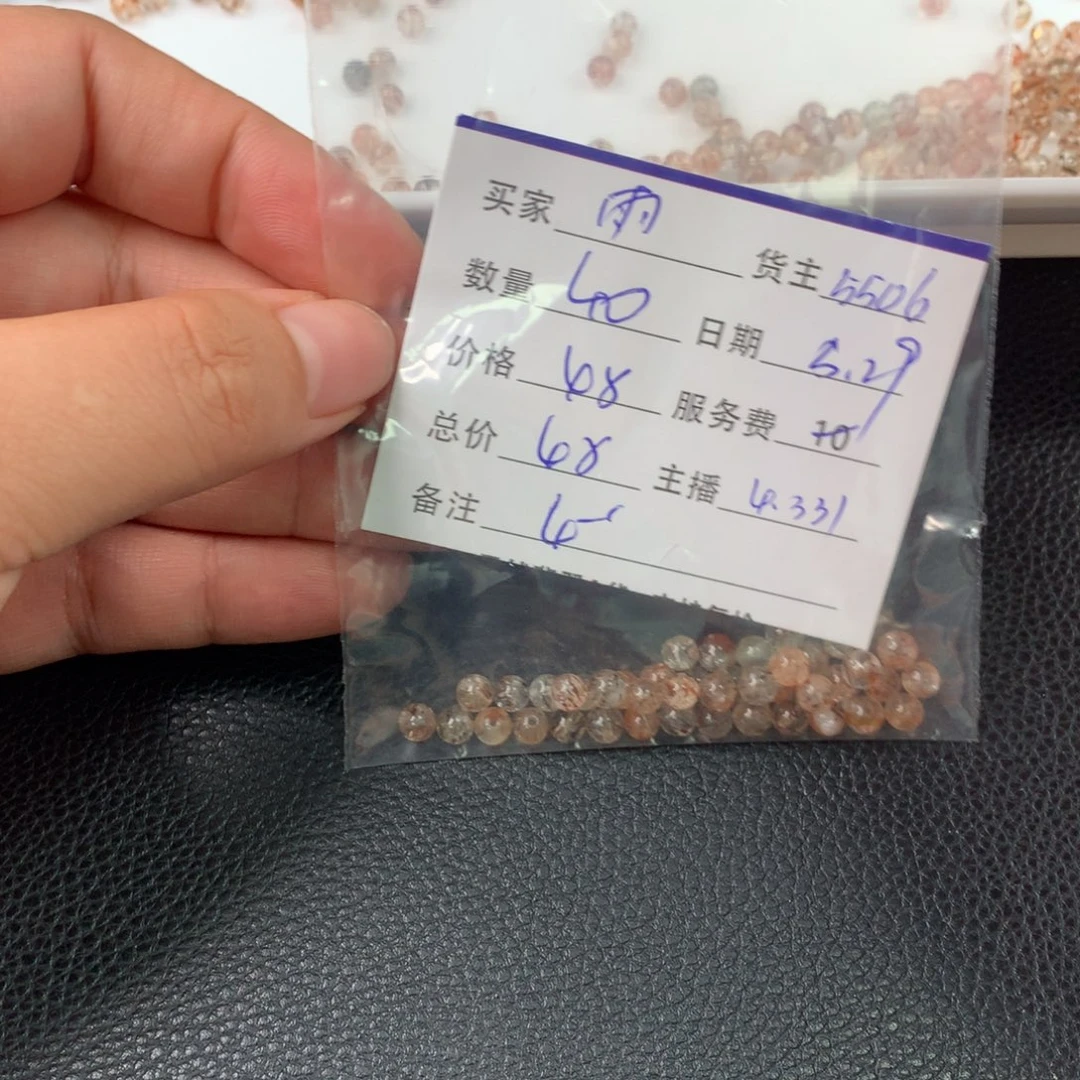 买家 雨 货主 5506
数量 40 日期 5.29
价格 68 服务费 10
总价 68 主播 4.331
备注